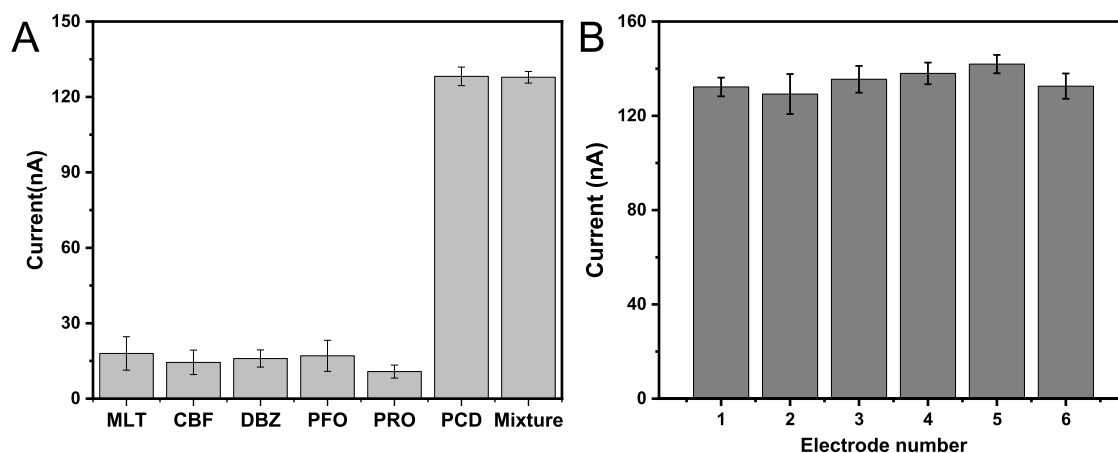 A
Current(nA)
150
120
90
60
30
0
MLT CBF DBZ PFO PRO PCD Mixture
B
Current (nA)
160
120
80
40
0
1 2 3 4 5 6
Electrode number